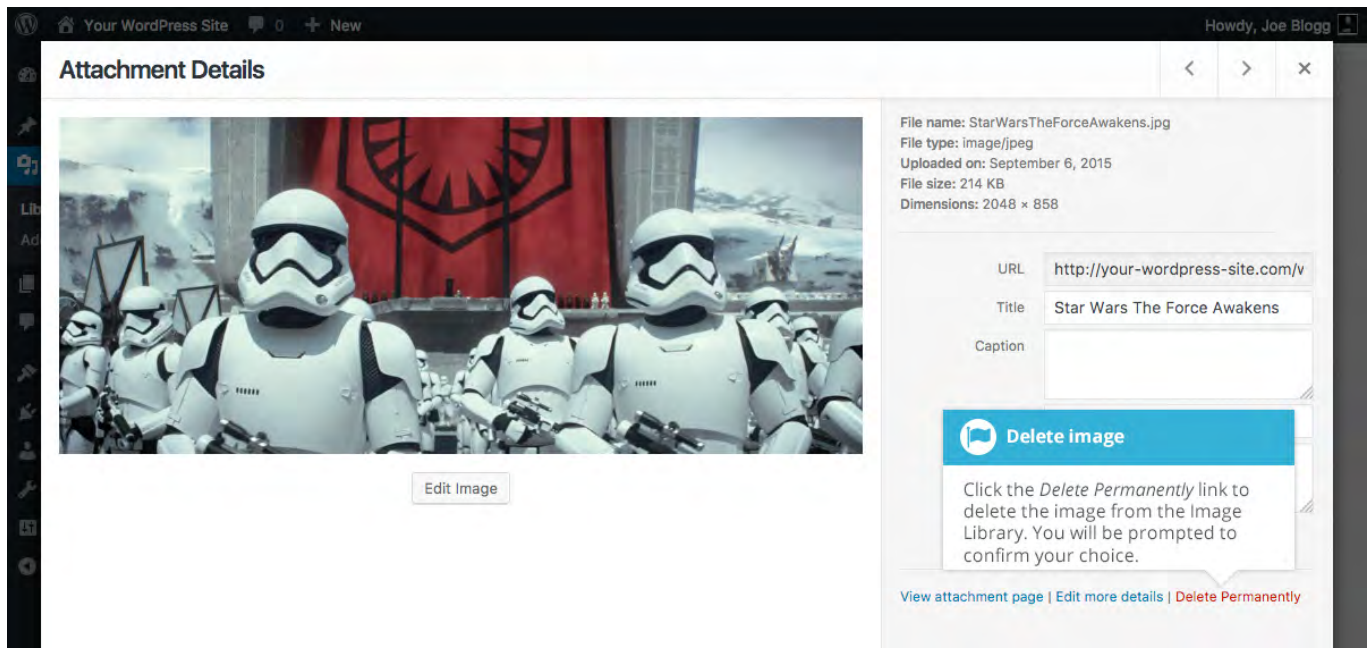 Your WordPress Site 0 + New Howdy, Joe Blogg
Attachment Details
File name: StarWarsTheForceAwakens.jpg
File type: image/jpeg
Uploaded on: September 6, 2015
File size: 214 KB
Dimensions: 2048 × 858
Lib
Ad
URL http://your-wordpress-site.com/w
Title Star Wars The Force Awakens
Caption
Delete image
Click the Delete Permanently link to
delete the image from the Image
Library. You will be prompted to
confirm your choice.
Edit Image
View attachment page | Edit more details | Delete Permanently